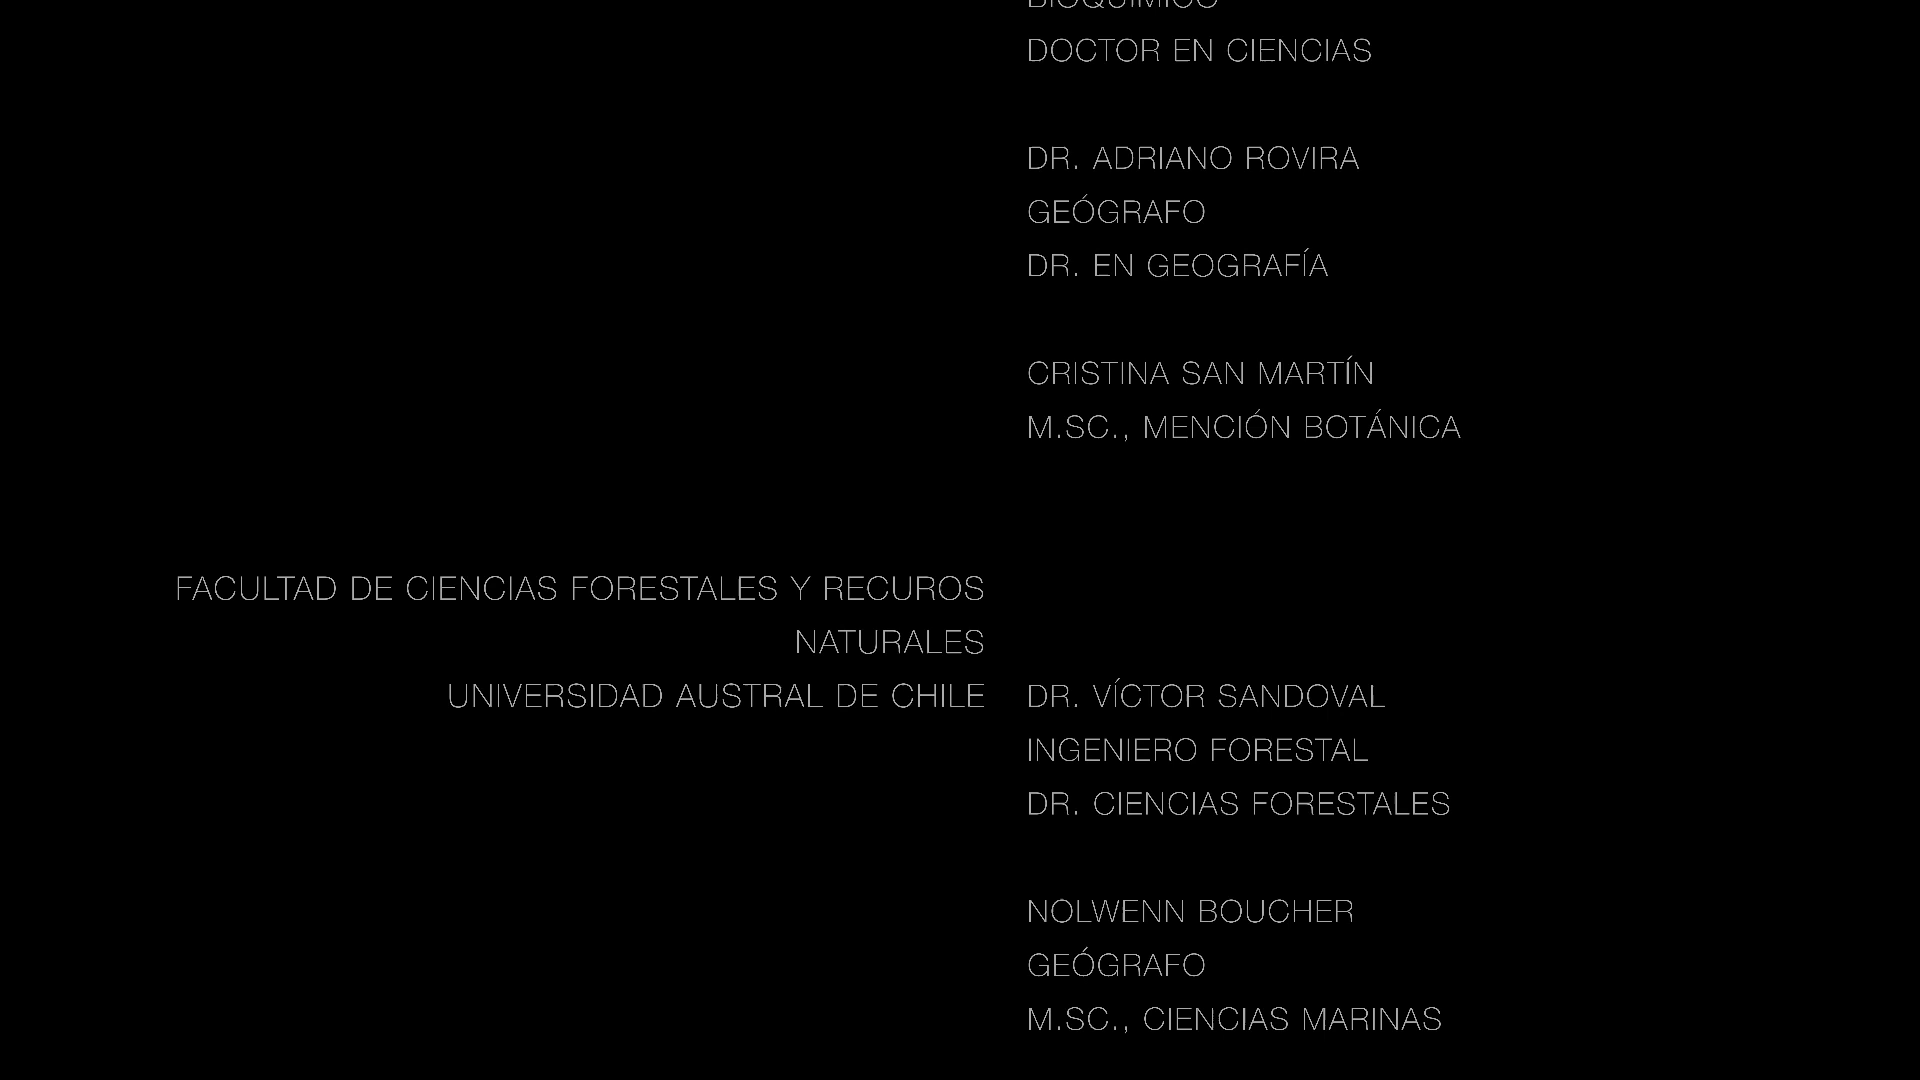 BIOQUÍMICO
DOCTOR EN CIENCIAS
DR. ADRIANO ROVIRA
GEÓGRAFO
DR. EN GEOGRAFÍA
CRISTINA SAN MARTÍN
M.SC., MENCIÓN BOTÁNICA
FACULTAD DE CIENCIAS FORESTALES Y RECUROS
NATURALES
UNIVERSIDAD AUSTRAL DE CHILE DR. VÍCTOR SANDOVAL
INGENIERO FORESTAL
DR. CIENCIAS FORESTALES
NOLWENN BOUCHER
GEÓGRAFO
M.SC., CIENCIAS MARINAS